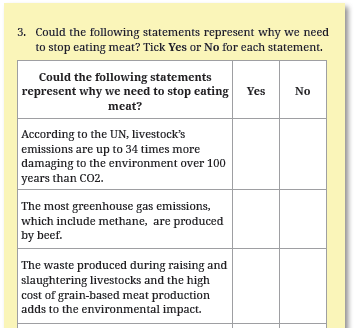 3. Could the following statements represent why we need
to stop eating meat? Tick Yes or No for each statement.
Could the following statements
represent why we need to stop eating
meat?
Yes
No
According to the UN, livestock's
emissions are up to 34 times more
damaging to the environment over 100
years than CO2.
The most greenhouse gas emissions,
which include methane, are produced
by beef.
The waste produced during raising and
slaughtering livestocks and the high
cost of grain-based meat production
adds to the environmental impact.